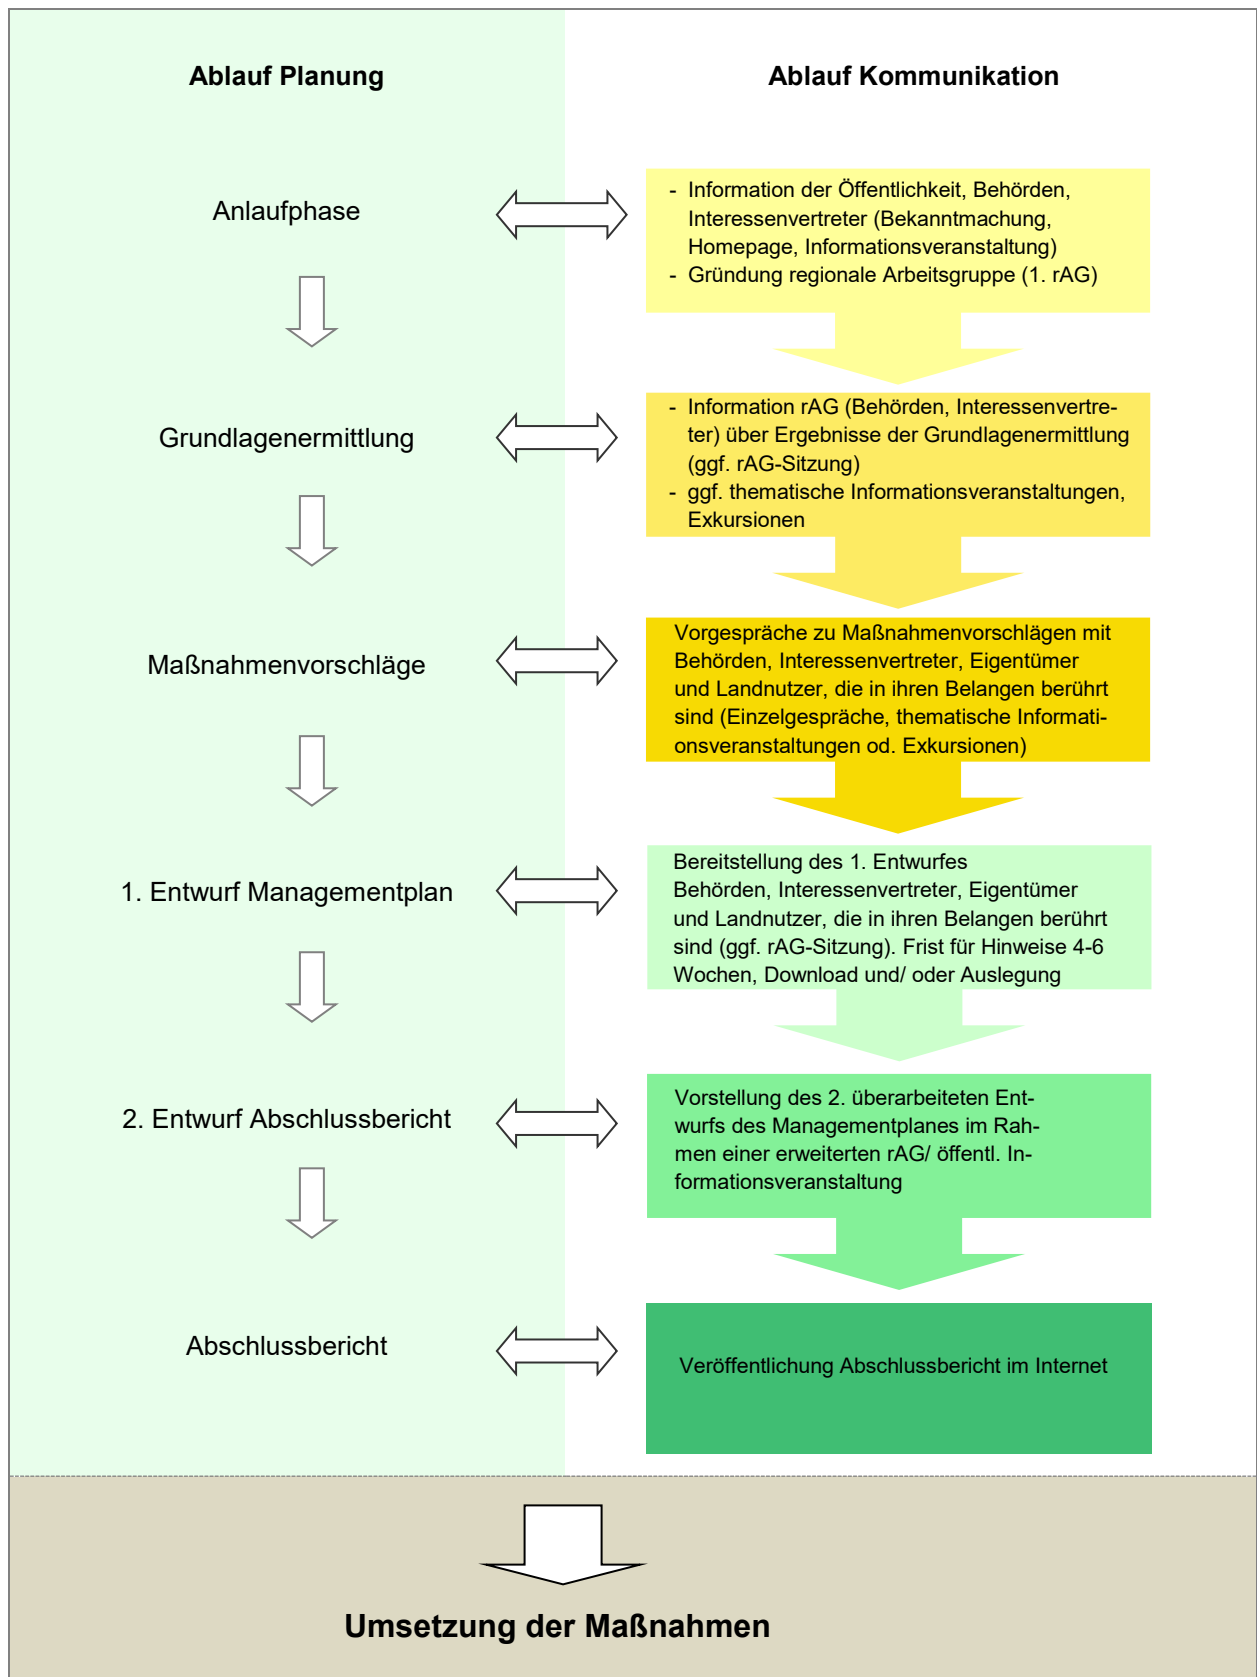 Ablauf Planung
Ablauf Kommunikation
Anlaufphase
- Information der Öffentlichkeit, Behörden,
Interessenvertreter (Bekanntmachung,
Homepage, Informationsveranstaltung)
- Gründung regionale Arbeitsgruppe (1. rAG)
Grundlagenermittlung
- Information rAG (Behörden, Interessenvertre-
ter) über Ergebnisse der Grundlagenermittlung
(ggf. rAG-Sitzung)
- ggf. thematische Informationsveranstaltungen,
Exkursionen
Maßnahmenvorschläge
Vorgespräche zu Maßnahmenvorschlägen mit
Behörden, Interessenvertreter, Eigentümer
und Landnutzer, die in ihren Belangen berührt
sind (Einzelgespräche, thematische Informati-
onsveranstaltungen od. Exkursionen)
1. Entwurf Managementplan
Bereitstellung des 1. Entwurfes
Behörden, Interessenvertreter, Eigentümer
und Landnutzer, die in ihren Belangen berührt
sind (ggf. rAG-Sitzung). Frist für Hinweise 4-6
Wochen, Download und/ oder Auslegung
2. Entwurf Abschlussbericht
Vorstellung des 2. überarbeiteten Ent-
wurfs des Managementplanes im Rah-
men einer erweiterten rAG/ öffentl. In-
formationsveranstaltung
Abschlussbericht
Veröffentlichung Abschlussbericht im Internet
Umsetzung der Maßnahmen